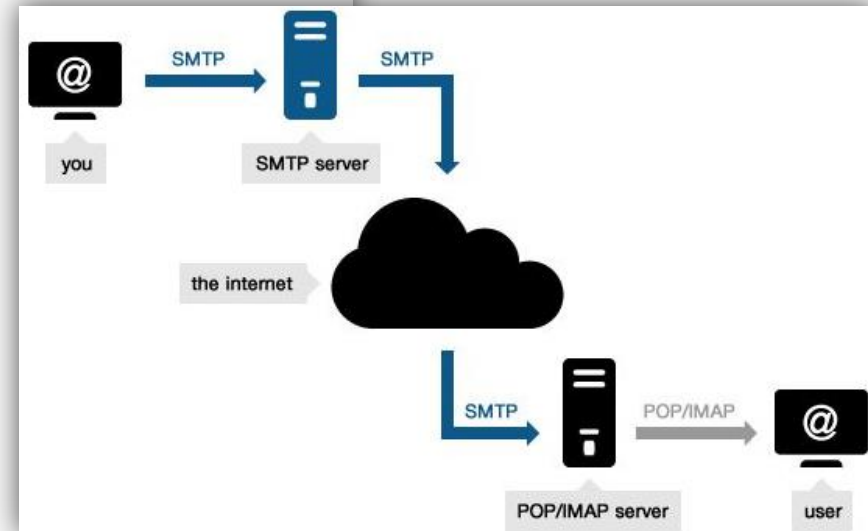 SMTP
SMTP
@
you
SMTP server
the internet
SMTP
POP/IMAP
@
POP/IMAP server
user